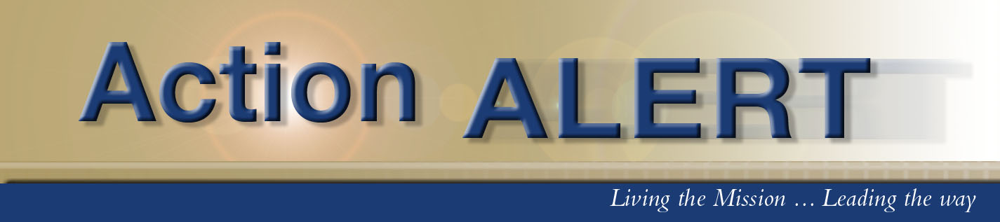 Action ALERT
Living the Mission … Leading the way